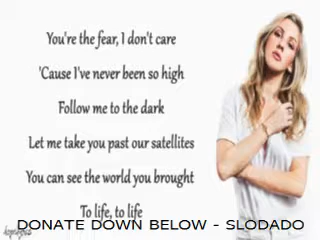 You're the fear, I don't care
'Cause I've never been so high
Follow me to the dark
Let me take you past our satellites
You can see the world you brought
To life, to life
DONATE DOWN BELOW - SLODADO